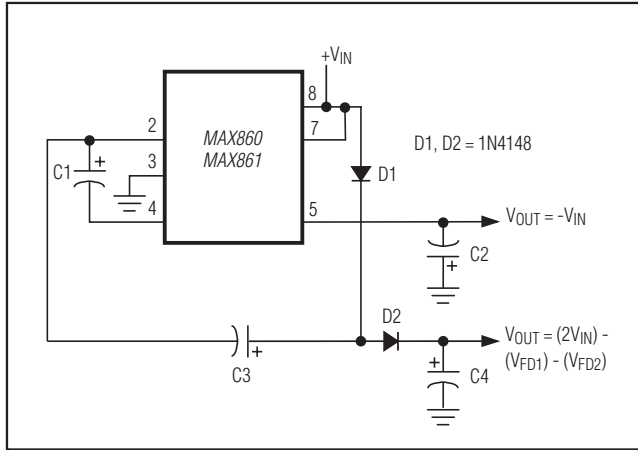 +VIN
8
2
MAX860
MAX861
7
D1, D2 = 1N4148
3
C1
+
D1
4
5
VOUT = -VIN
C2
+
D2
VOUT = (2VIN) -
(VFD1) - (VFD2)
+
C3
+
C4